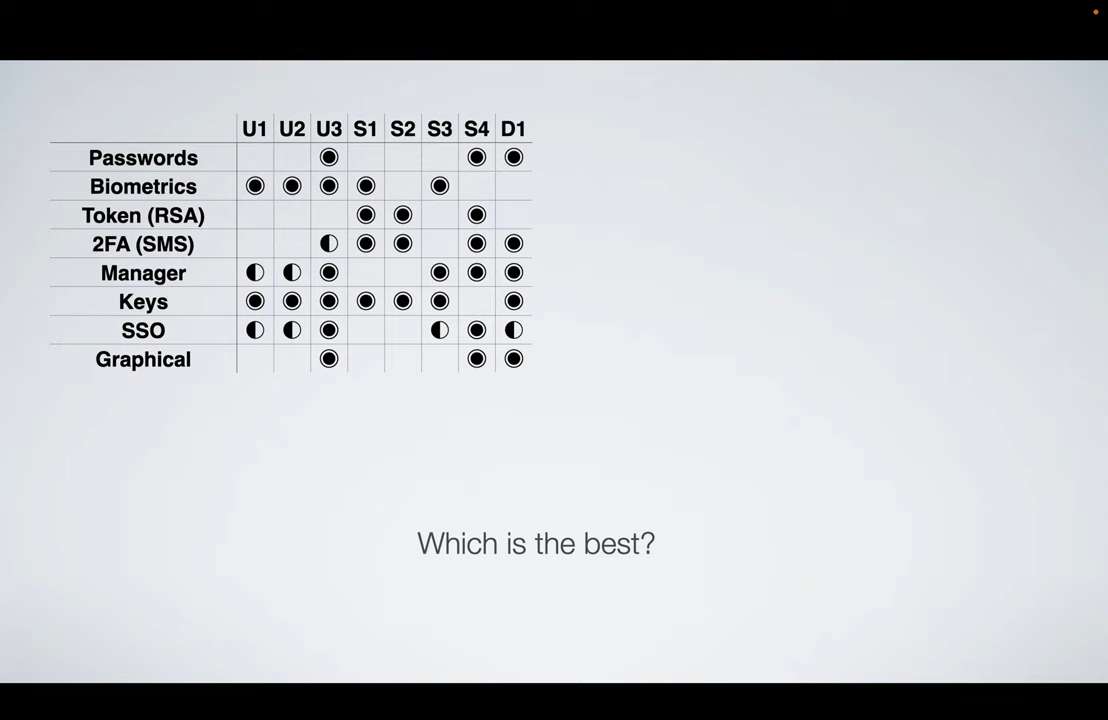 U1 U2 U3 S1 S2 S3 S4 D1
Passwords
Biometrics
Token (RSA)
2FA (SMS)
Manager
Keys
SSO
Graphical
Which is the best?